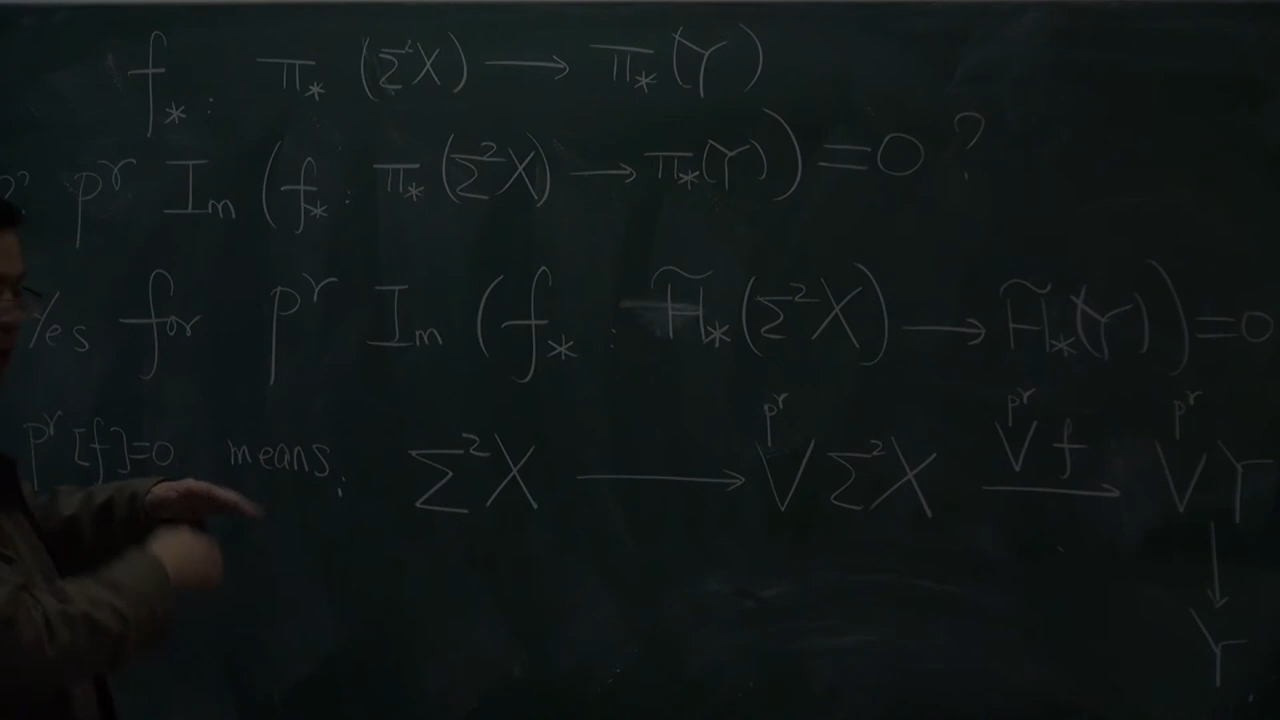 f_* : π_* (Σ²X) ⟶ π_* (Y)
? p^r Im (f_* : π_* (Σ²X) ⟶ π_*(Y)) = 0 ?
Yes for p^r Im (f_* : H̃_* (Σ²X) ⟶ H̃_*(Y)) = 0
p^r [f] = 0 means : Σ²X ⟶ ⋁^{p^r} Σ²X ⟶^{⋁^{p^r} f} ⋁^{p^r} Y
↓
Y